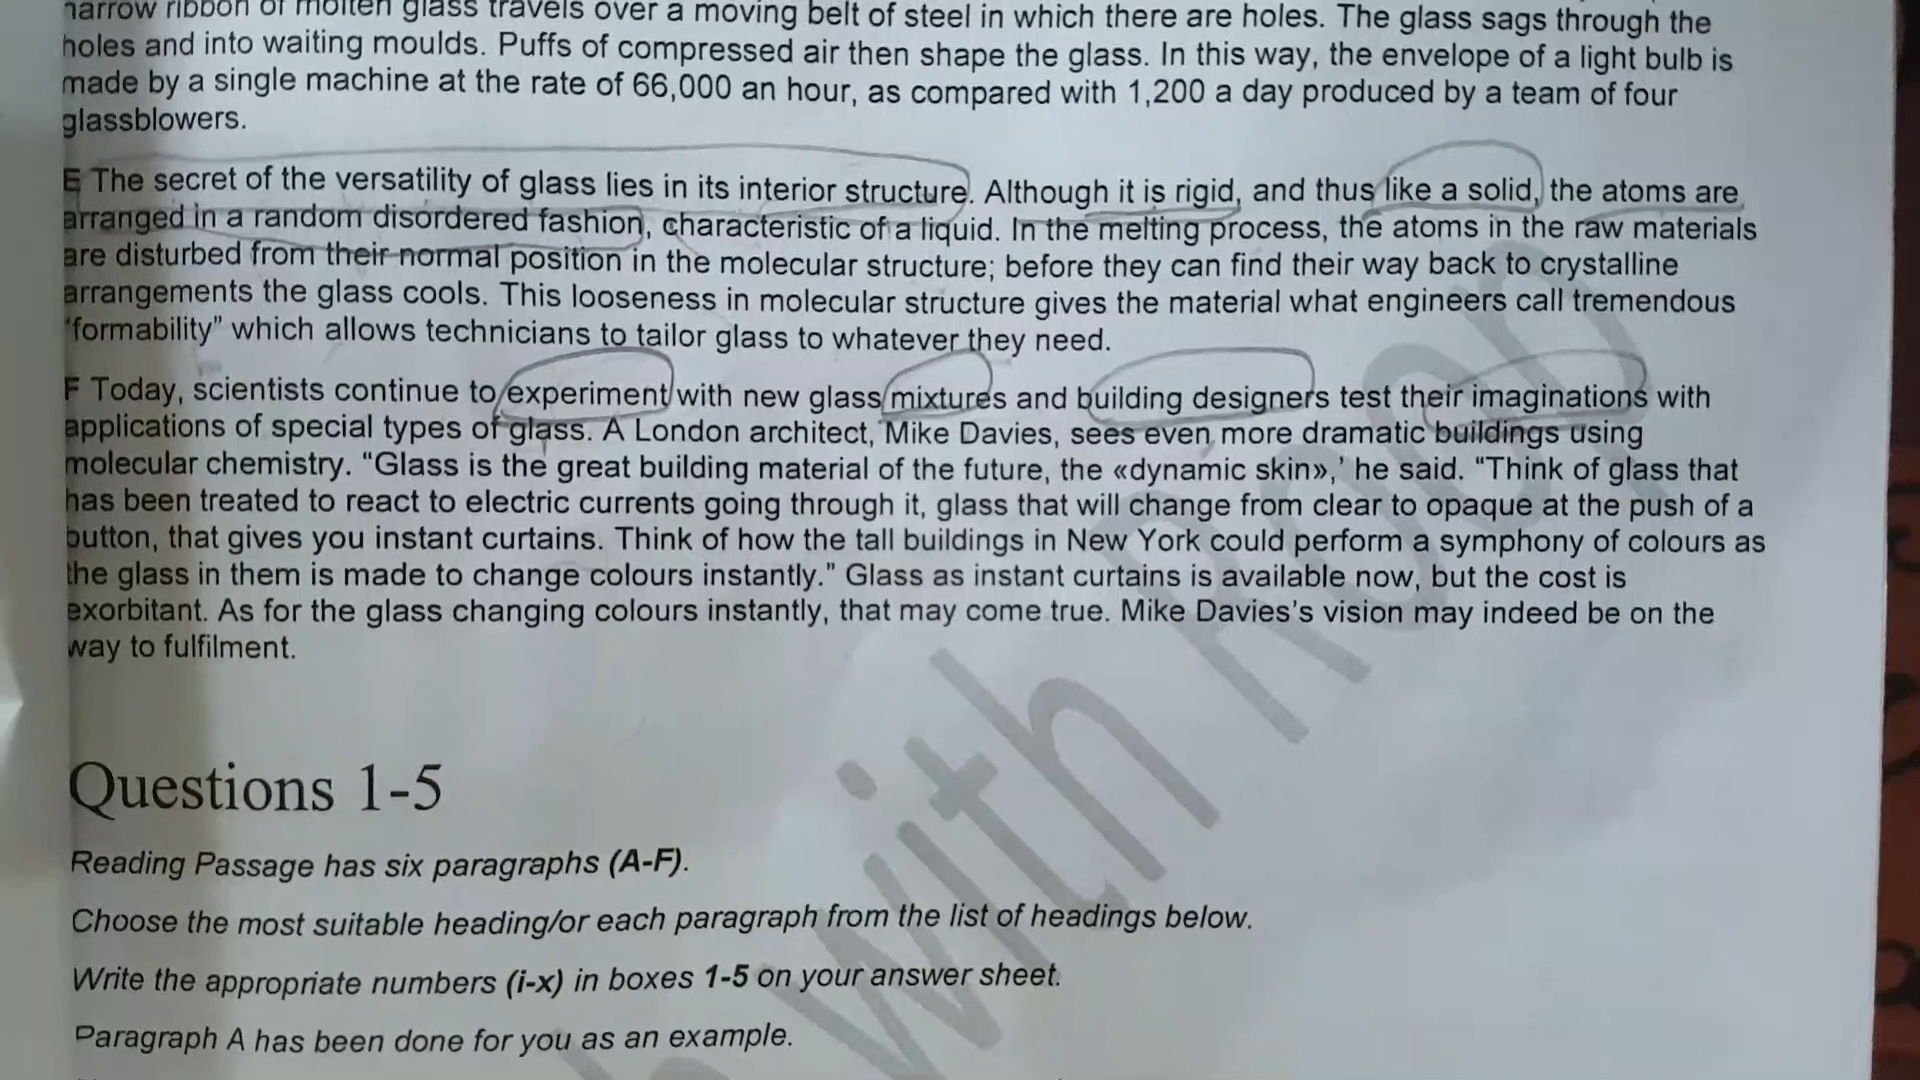 narrow ribbon of molten glass travels over a moving belt of steel in which there are holes. The glass sags through the
holes and into waiting moulds. Puffs of compressed air then shape the glass. In this way, the envelope of a light bulb is
made by a single machine at the rate of 66,000 an hour, as compared with 1,200 a day produced by a team of four
glassblowers.
E The secret of the versatility of glass lies in its interior structure. Although it is rigid, and thus like a solid, the atoms are
arranged in a random disordered fashion, characteristic of a liquid. In the melting process, the atoms in the raw materials
are disturbed from their normal position in the molecular structure; before they can find their way back to crystalline
arrangements the glass cools. This looseness in molecular structure gives the material what engineers call tremendous
"formability" which allows technicians to tailor glass to whatever they need.
F Today, scientists continue to experiment with new glass mixtures and building designers test their imaginations with
applications of special types of glass. A London architect, Mike Davies, sees even more dramatic buildings using
molecular chemistry. "Glass is the great building material of the future, the «dynamic skin»,' he said. "Think of glass that
has been treated to react to electric currents going through it, glass that will change from clear to opaque at the push of a
button, that gives you instant curtains. Think of how the tall buildings in New York could perform a symphony of colours as
the glass in them is made to change colours instantly." Glass as instant curtains is available now, but the cost is
exorbitant. As for the glass changing colours instantly, that may come true. Mike Davies's vision may indeed be on the
way to fulfilment.
Questions 1-5
Reading Passage has six paragraphs (A-F).
Choose the most suitable heading/or each paragraph from the list of headings below.
Write the appropriate numbers (i-x) in boxes 1-5 on your answer sheet.
Paragraph A has been done for you as an example.
with Roop